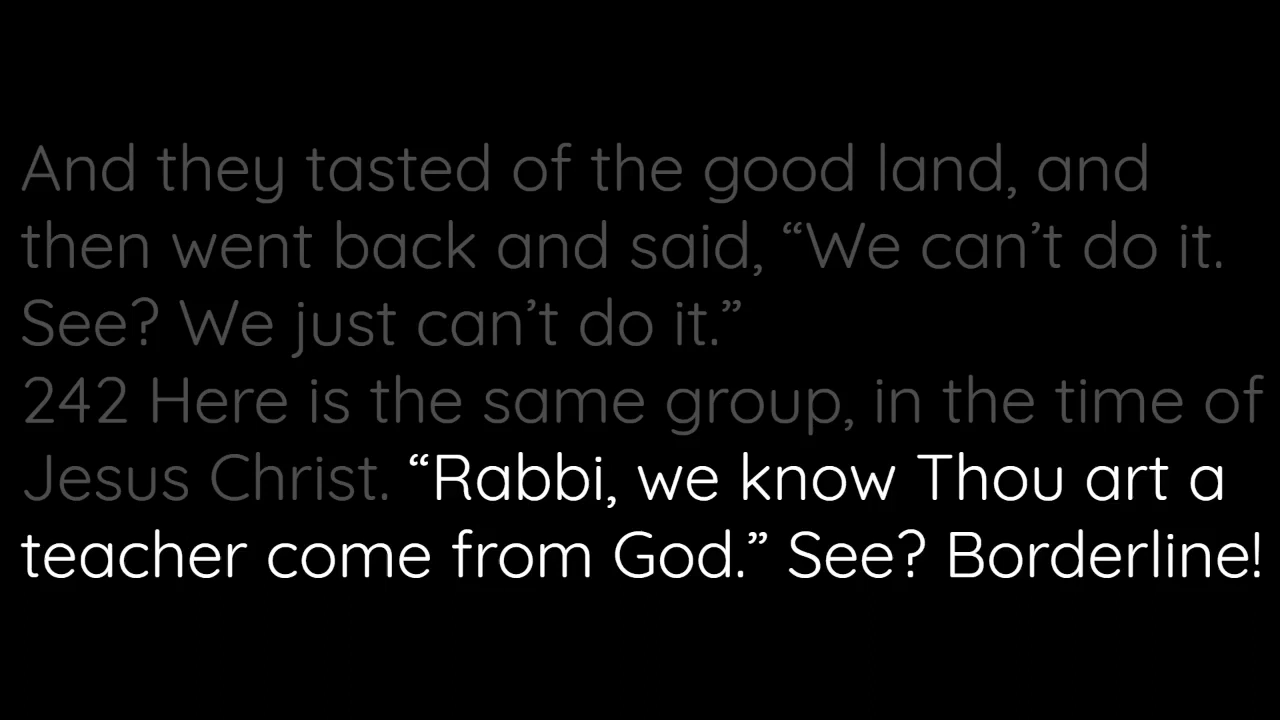 And they tasted of the good land, and
then went back and said, “We can’t do it.
See? We just can’t do it.”
242 Here is the same group, in the time of
Jesus Christ. “Rabbi, we know Thou art a
teacher come from God.” See? Borderline!